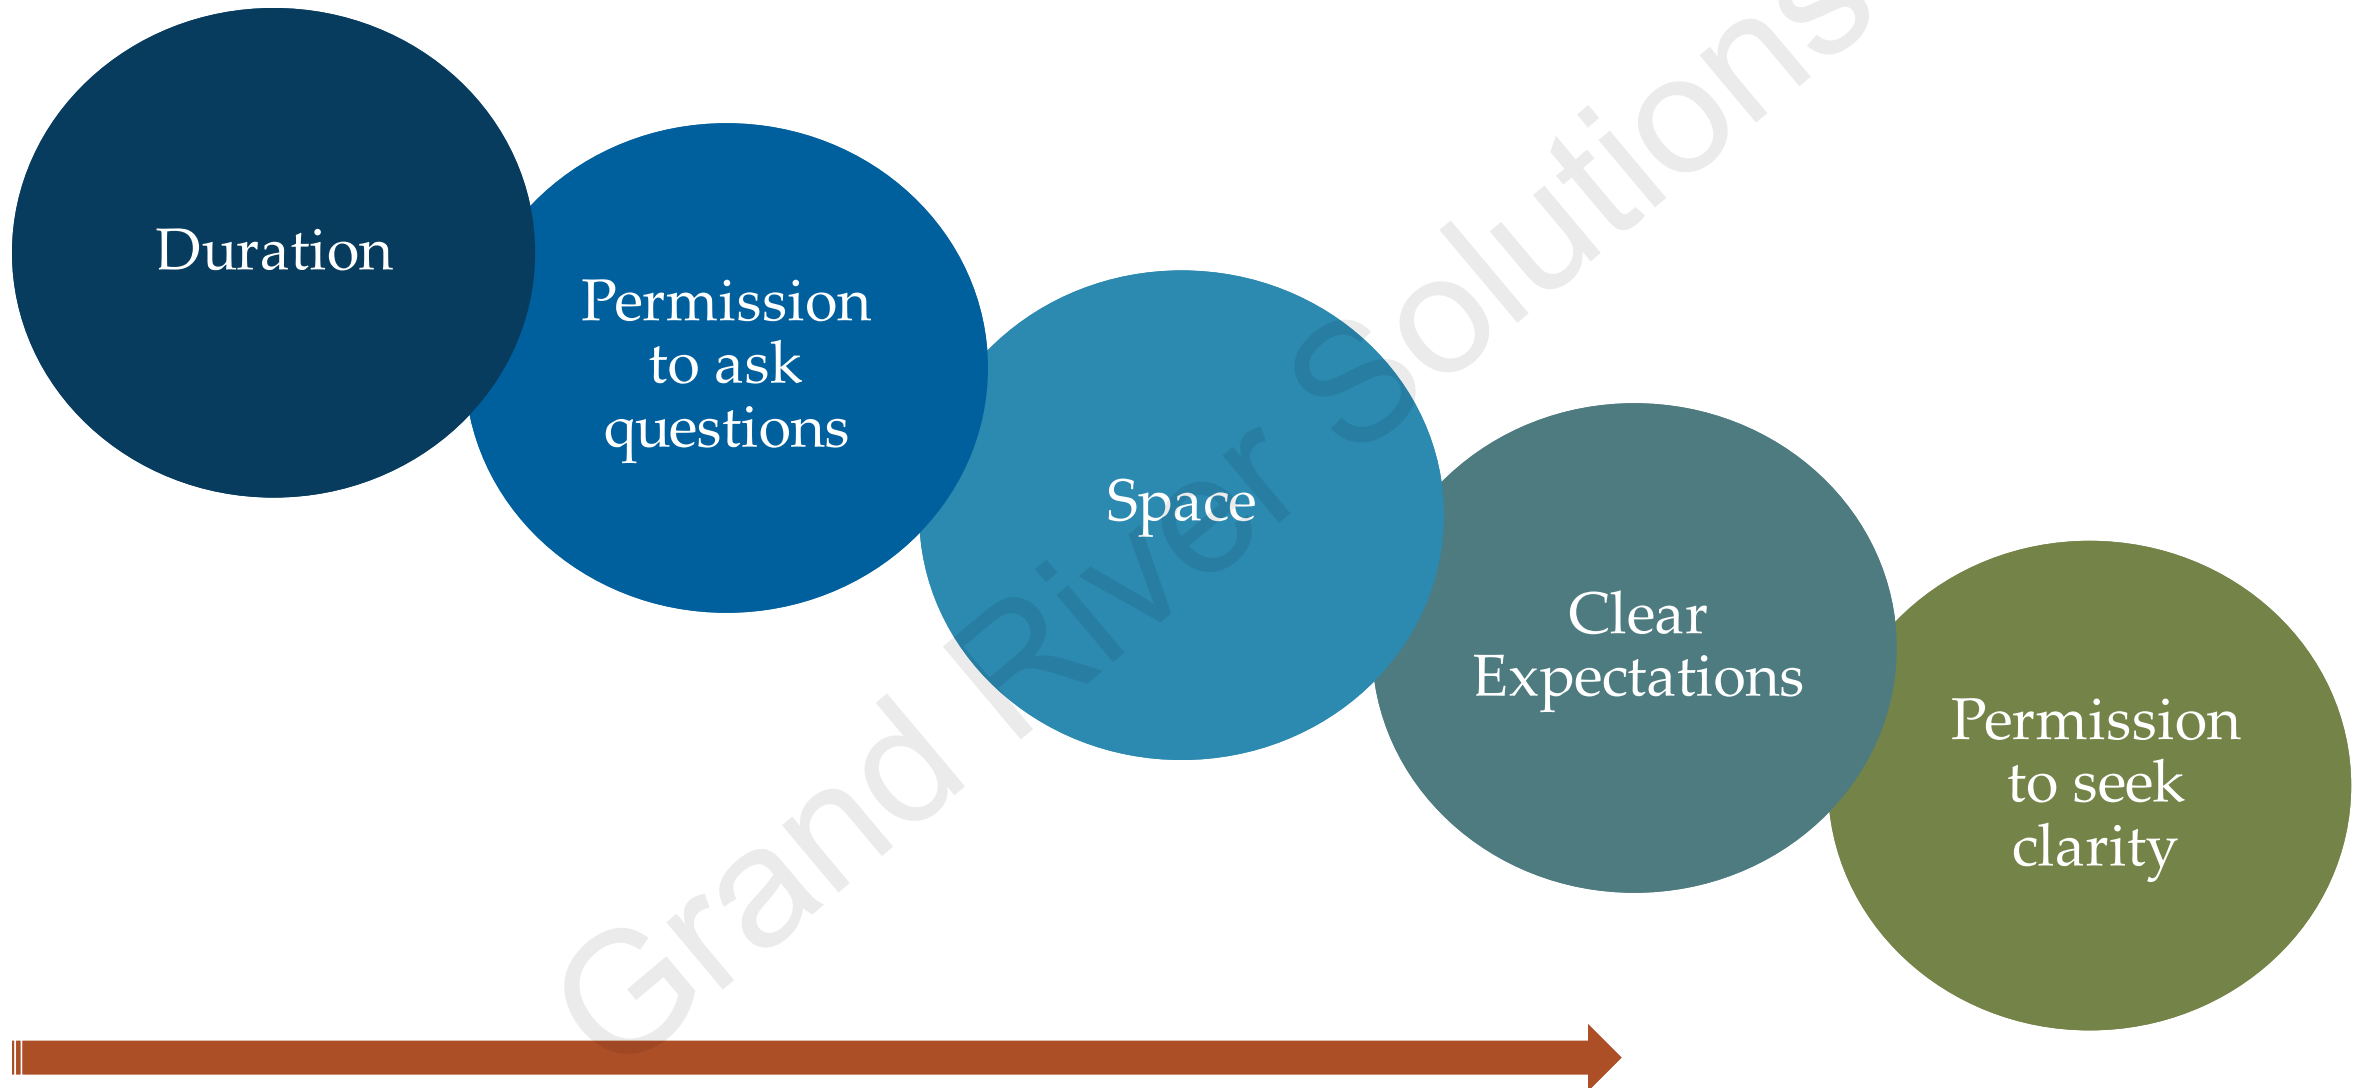 Duration
Permission
to ask
questions
Space
Clear
Expectations
Permission
to seek
clarity
Grand River Solutions